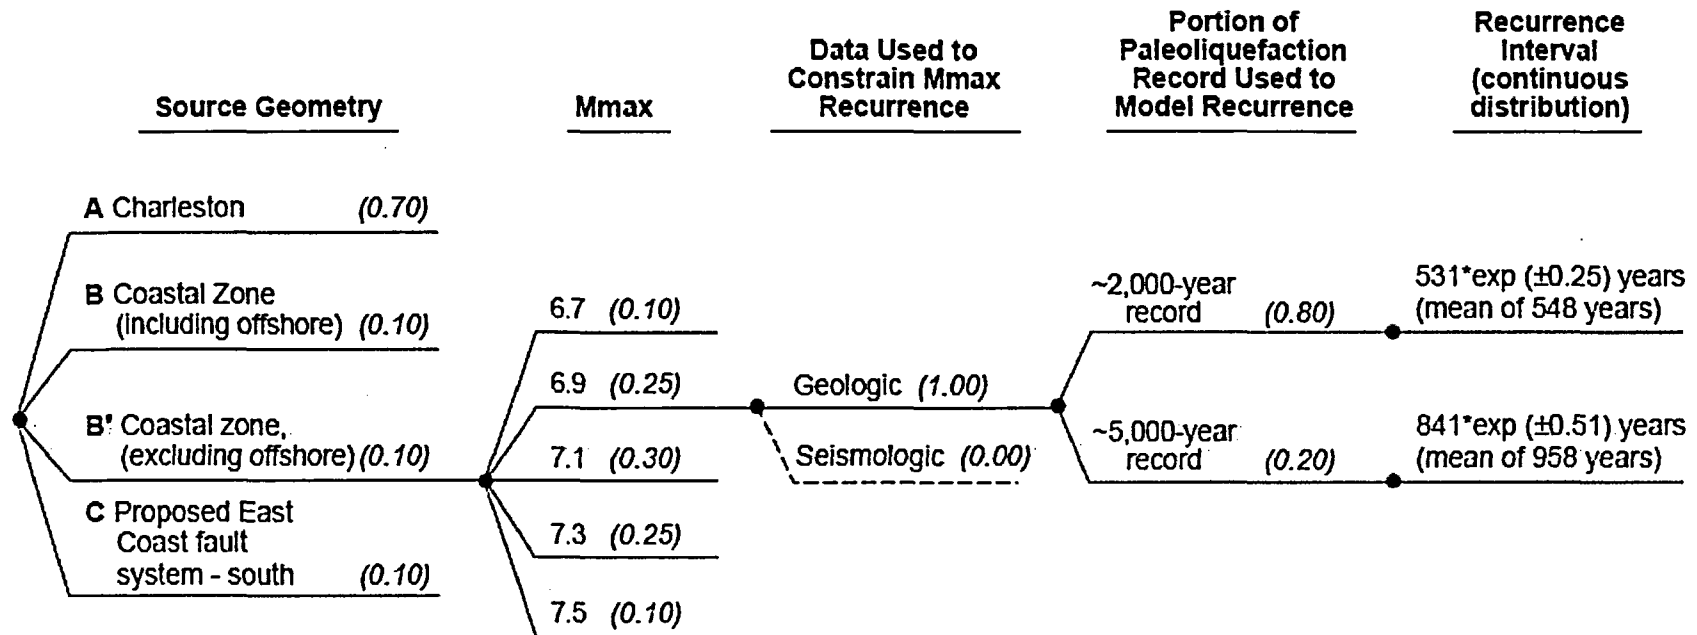 Source Geometry
Mmax
Data Used to
Constrain Mmax
Recurrence
Portion of
Paleoliquefaction
Record Used to
Model Recurrence
Recurrence
Interval
(continuous
distribution)
A Charleston (0.70)
B Coastal Zone
(including offshore) (0.10)
B' Coastal zone,
(excluding offshore) (0.10)
C Proposed East
Coast fault
system - south (0.10)
6.7 (0.10)
6.9 (0.25)
7.1 (0.30)
7.3 (0.25)
7.5 (0.10)
Geologic (1.00)
Seismologic (0.00)
~2,000-year
record (0.80)
~5,000-year
record (0.20)
531*exp (±0.25) years
(mean of 548 years)
841*exp (±0.51) years
(mean of 958 years)